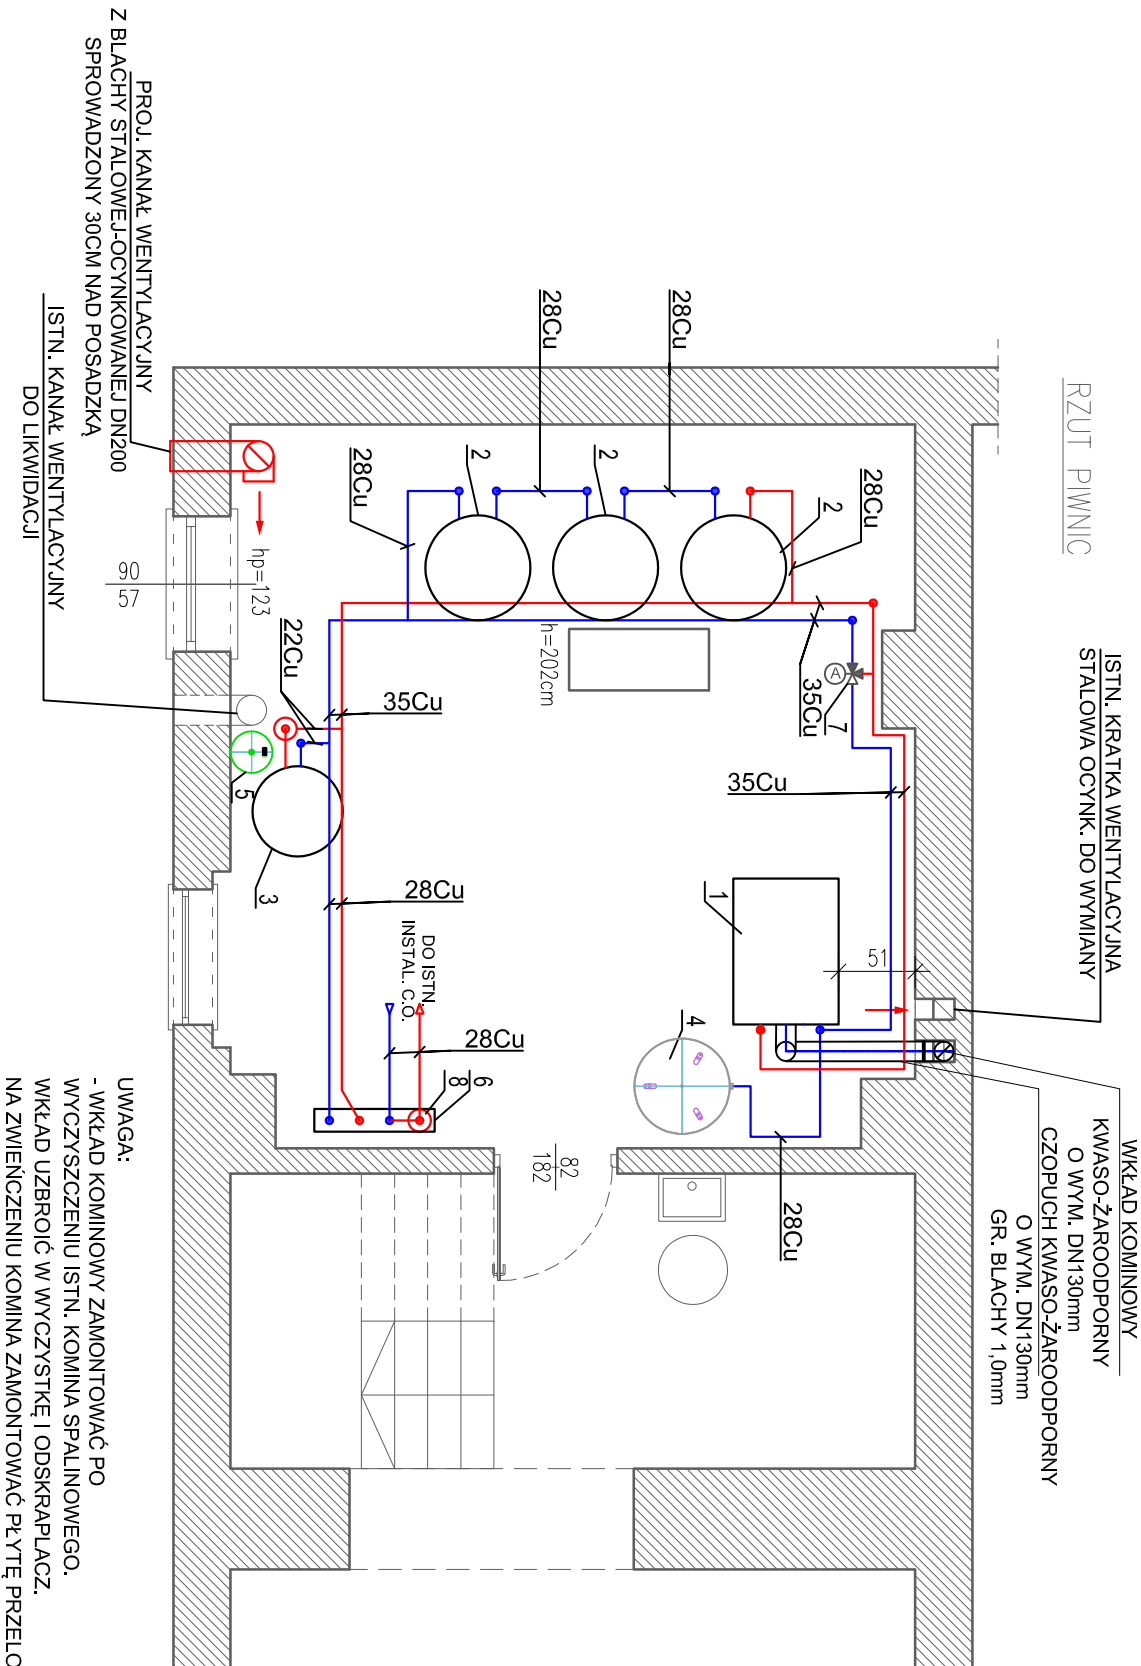 RZUT PIWNIC
ISTN. KRATKA WENTYLACYJNA
STALOWA OCYNK. DO WYMIANY
WKŁAD KOMINOWY
KWASO-ŻAROODPORNY
O WYM. DN130mm
CZOPUCH KWASO-ŻAROODPORNY
O WYM. DN130mm
GR. BLACHY 1,0mm
28Cu
28Cu
28Cu
28Cu
2
2
2
35Cu
7
A
h=202cm
35Cu
51
1
4
28Cu
82
182
PROJ. KANAŁ WENTYLACYJNY
Z BLACHY STALOWEJ-OCYNKOWANEJ DN200
SPROWADZONY 30CM NAD POSADZKĄ
ISTN. KANAŁ WENTYLACYJNY
DO LIKWIDACJI
hp=123
90
57
22Cu
35Cu
5
3
28Cu
DO ISTN.
INSTAL. C.O.
28Cu
6
8
UWAGA:
- WKŁAD KOMINOWY ZAMONTOWAĆ PO
WYCZYSZCZENIU ISTN. KOMINA SPALINOWEGO.
WKŁAD UZBROIĆ W WYCZYSTKĘ I ODSKRAPLACZ.
NA ZWIEŃCZENIU KOMINA ZAMONTOWAĆ PŁYTĘ